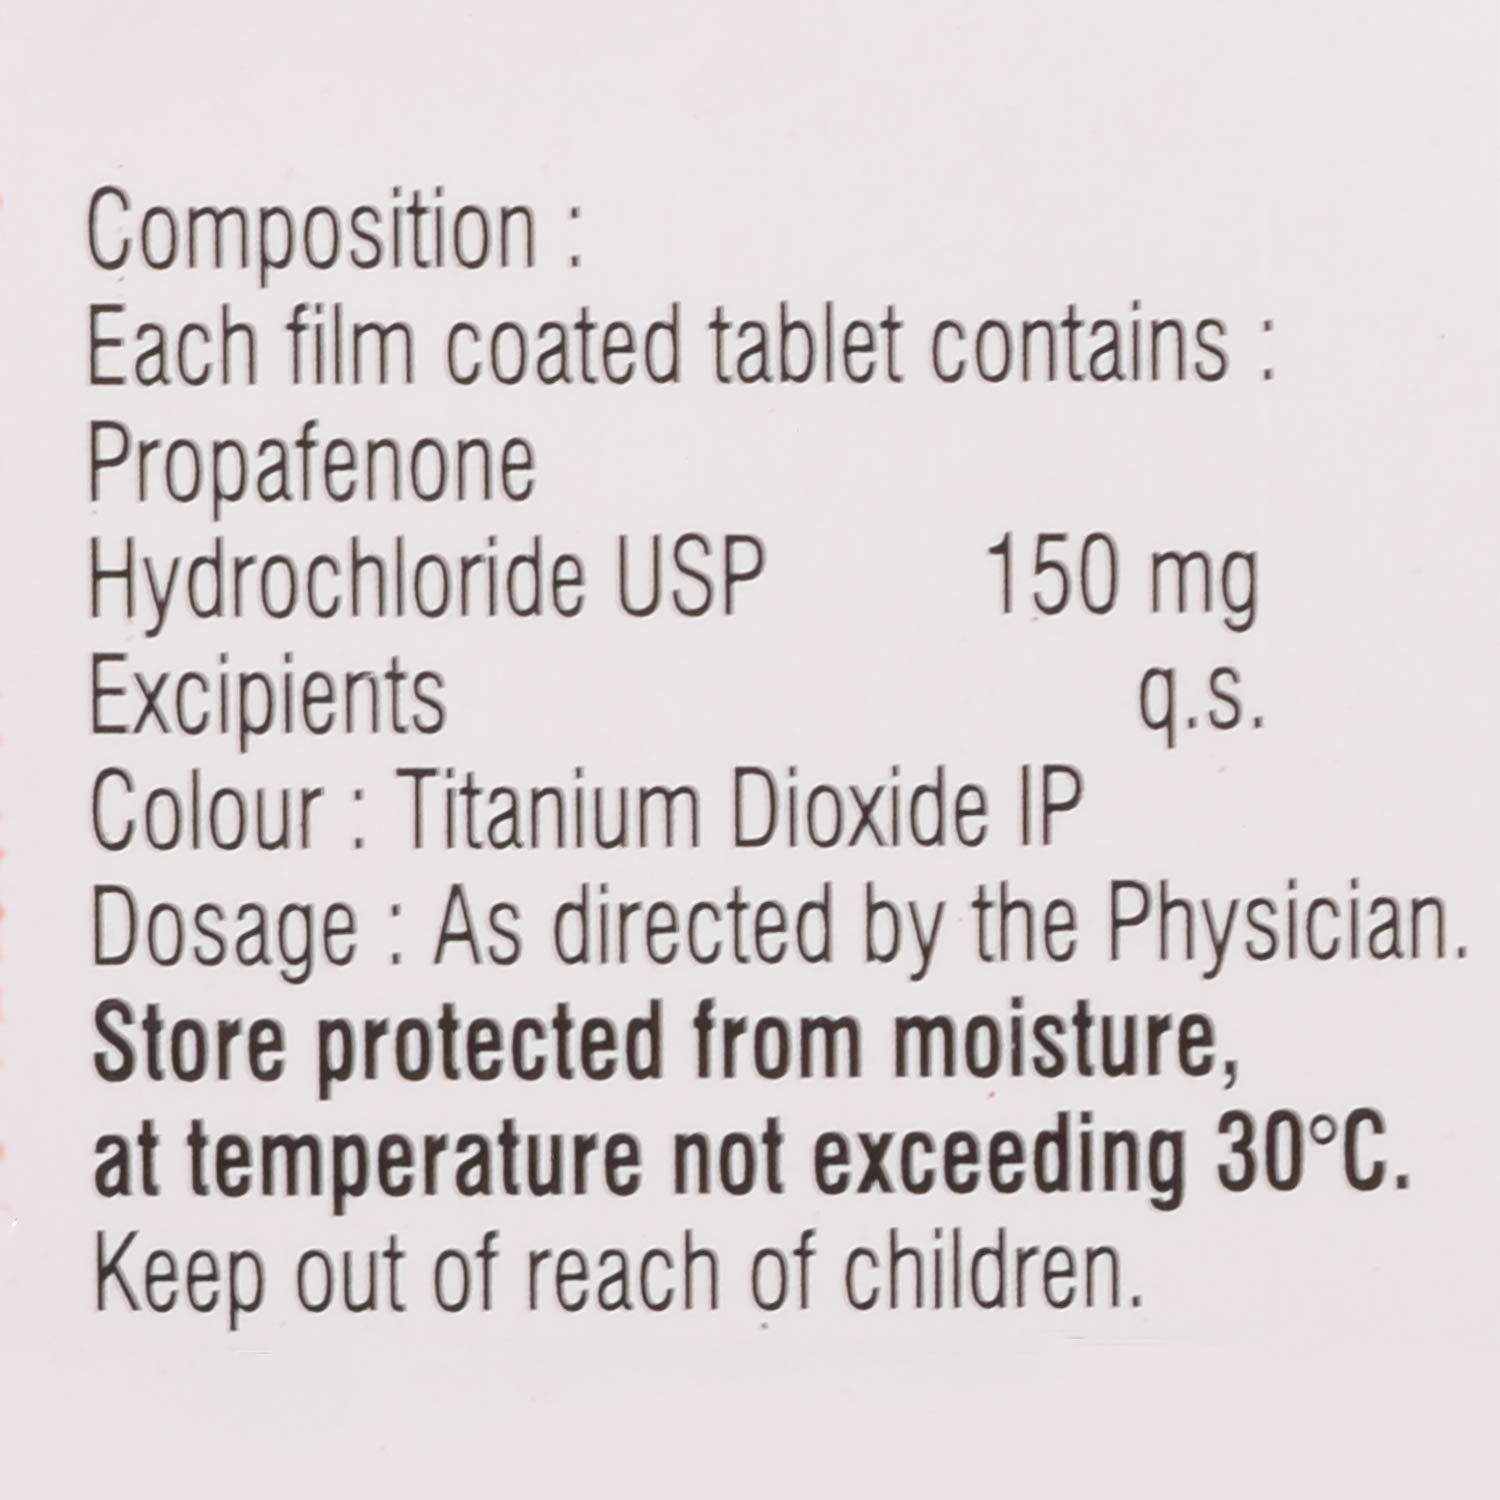 Composition :
Each film coated tablet contains :
Propafenone
Hydrochloride USP 150 mg
Excipients q.s.
Colour : Titanium Dioxide IP
Dosage : As directed by the Physician.
Store protected from moisture,
at temperature not exceeding 30°C.
Keep out of reach of children.